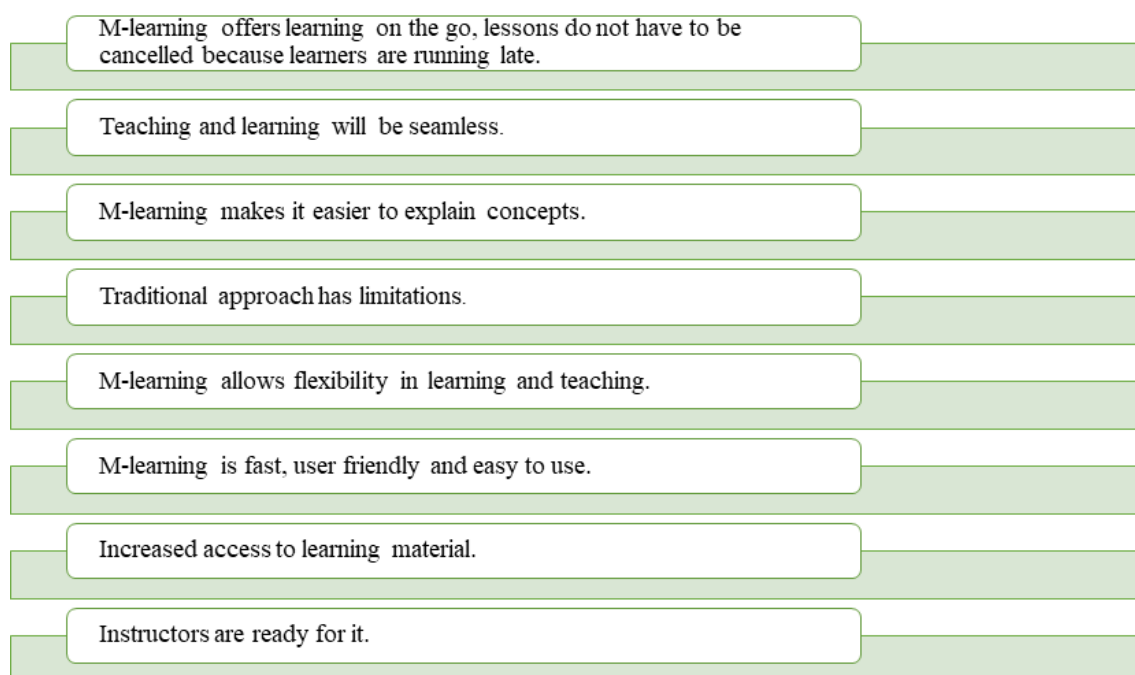 M-learning offers learning on the go, lessons do not have to be
cancelled because learners are running late.
Teaching and learning will be seamless.
M-learning makes it easier to explain concepts.
Traditional approach has limitations.
M-learning allows flexibility in learning and teaching.
M-learning is fast, user friendly and easy to use.
Increased access to learning material.
Instructors are ready for it.